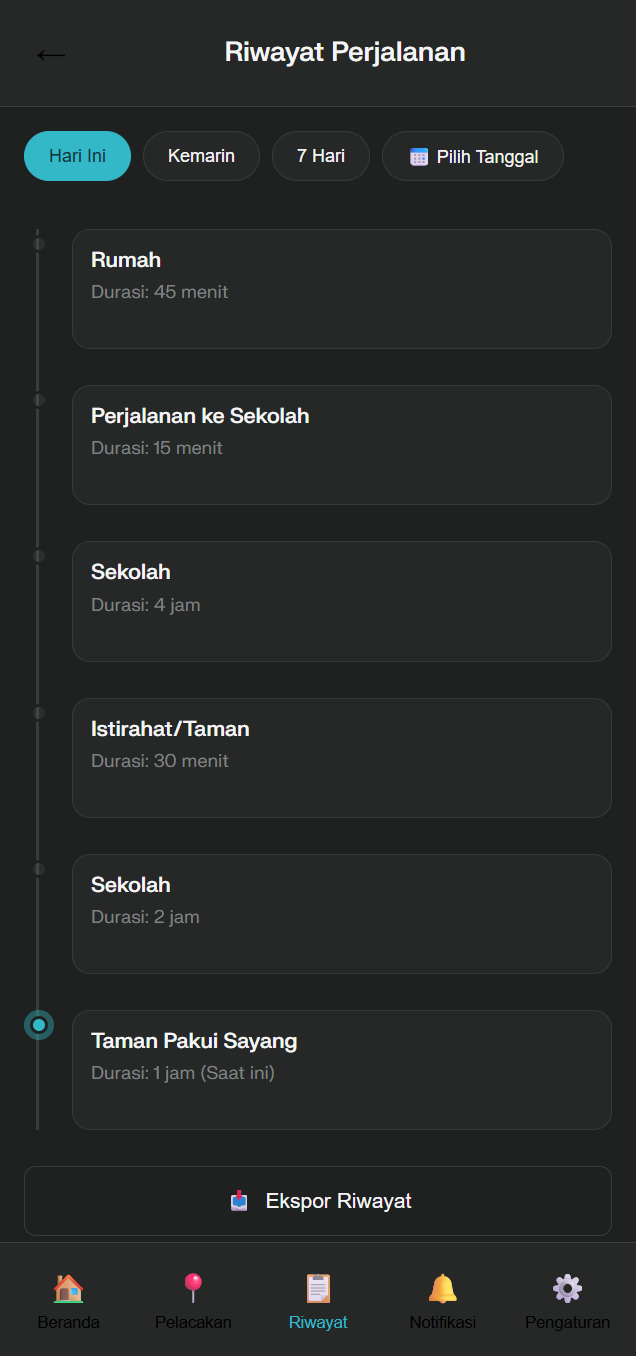 Riwayat Perjalanan
Hari Ini
Kemarin
7 Hari
Pilih Tanggal
Rumah
Durasi: 45 menit
Perjalanan ke Sekolah
Durasi: 15 menit
Sekolah
Durasi: 4 jam
Istirahat/Taman
Durasi: 30 menit
Sekolah
Durasi: 2 jam
Taman Pakui Sayang
Durasi: 1 jam (Saat ini)
Ekspor Riwayat
Beranda
Pelacakan
Riwayat
Notifikasi
Pengaturan